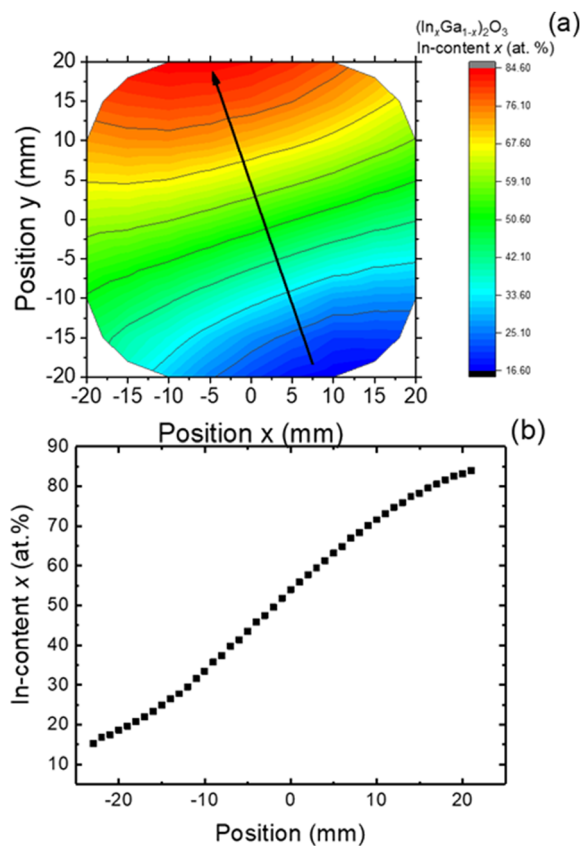 (InₓGa₁₋ₓ)₂O₃
In-content x (at. %)
(a)
84.60
76.10
67.60
59.10
50.60
42.10
33.60
25.10
16.60
Position y (mm)
20
15
10
5
0
-5
-10
-15
-20
-20 -15 -10 -5 0 5 10 15 20
Position x (mm)
(b)
In-content x (at.%)
90
80
70
60
50
40
30
20
10
-20 -10 0 10 20
Position (mm)